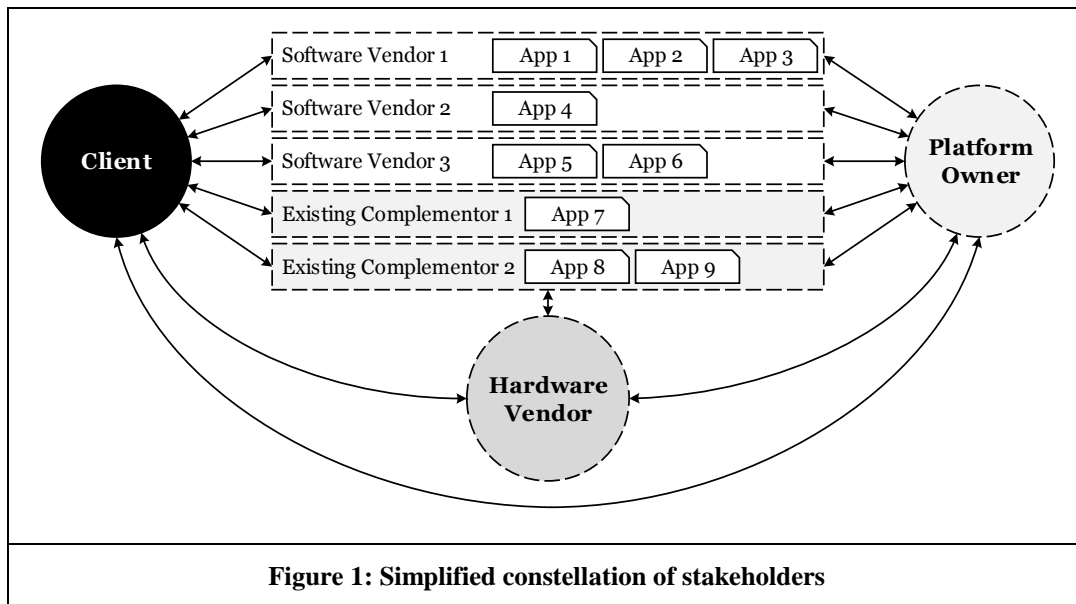 Software Vendor 1 App 1 App 2 App 3
Software Vendor 2 App 4
Client
Software Vendor 3 App 5 App 6
Platform
Owner
Existing Complementor 1 App 7
Existing Complementor 2 App 8 App 9
Hardware
Vendor
Figure 1: Simplified constellation of stakeholders